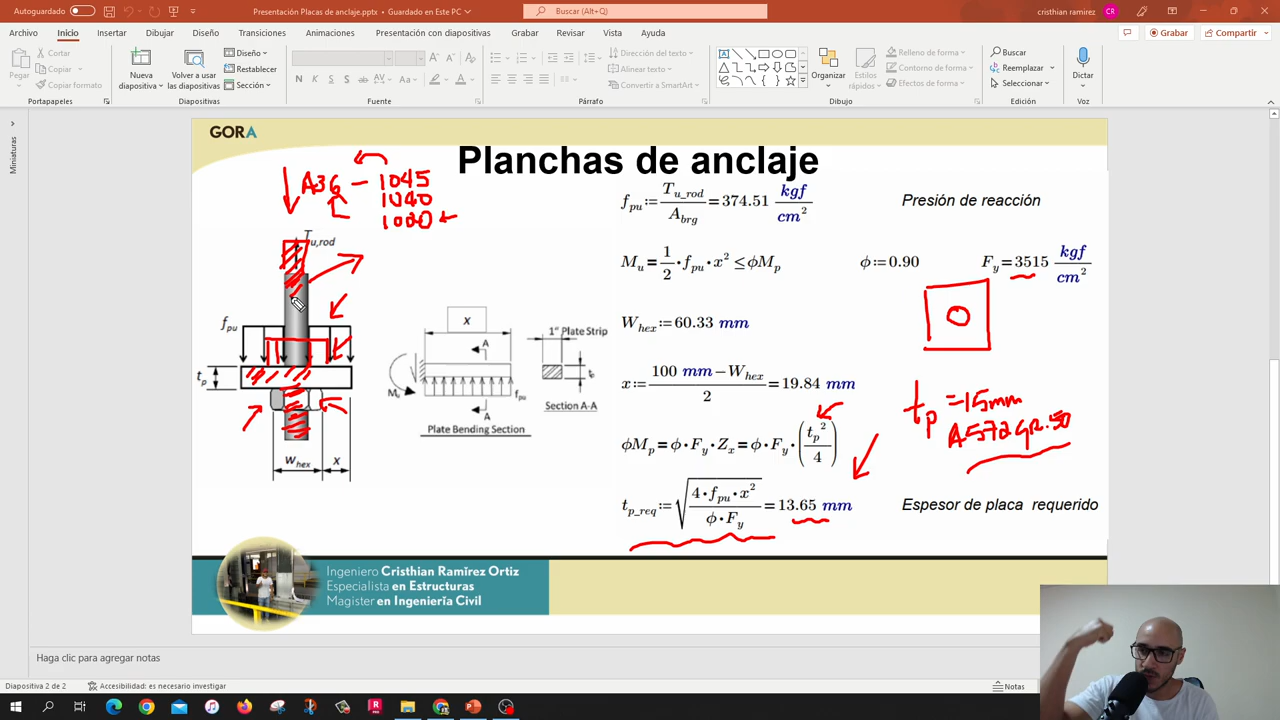 Autoguardado
Presentación Placas de anclaje.pptx • Guardado en Este PC
Buscar (Alt+Q)
cristhian ramirez
CR
Archivo Inicio Insertar Dibujar Diseño Transiciones Animaciones Presentación con diapositivas Grabar Revisar Vista Ayuda
Grabar
Compartir
Pegar
Cortar
Copiar
Copiar formato
Nueva diapositiva
Volver a usar las diapositivas
Diseño
Restablecer
Sección
N K S S
Aa
A
Dirección del texto
Alinear texto
Convertir a SmartArt
Organizar
Estilos rápidos
Relleno de forma
Contorno de forma
Efectos de forma
Buscar
Reemplazar
Seleccionar
Dictar
Portapapeles
Diapositivas
Fuente
Párrafo
Dibujo
Edición
Voz
Miniaturas
GORA
Planchas de anclaje
A36 - 1045
1040
1020
T u,rod
f_pu
t_p
W_hex
x
x
1" Plate Strip
A
A
M_u
f_pu
t_p
Section A-A
Plate Bending Section
f_pu := T_u_rod / A_brg = 374.51 kgf/cm²
Presión de reacción
M_u = 1/2 • f_pu • x² ≤ ϕM_p
ϕ := 0.90
F_y = 3515 kgf/cm²
W_hex := 60.33 mm
x := (100 mm − W_hex) / 2 = 19.84 mm
t_p = 15mm
A572 GR.50
ϕM_p = ϕ • F_y • Z_x = ϕ • F_y • (t_p² / 4)
t_p_req := √(4 • f_pu • x² / (ϕ • F_y)) = 13.65 mm
Espesor de placa requerido
Ingeniero Cristhian Ramírez Ortiz
Especialista en Estructuras
Magister en Ingeniería Civil
Haga clic para agregar notas
Diapositiva 2 de 2
Accesibilidad: es necesario investigar
Notas